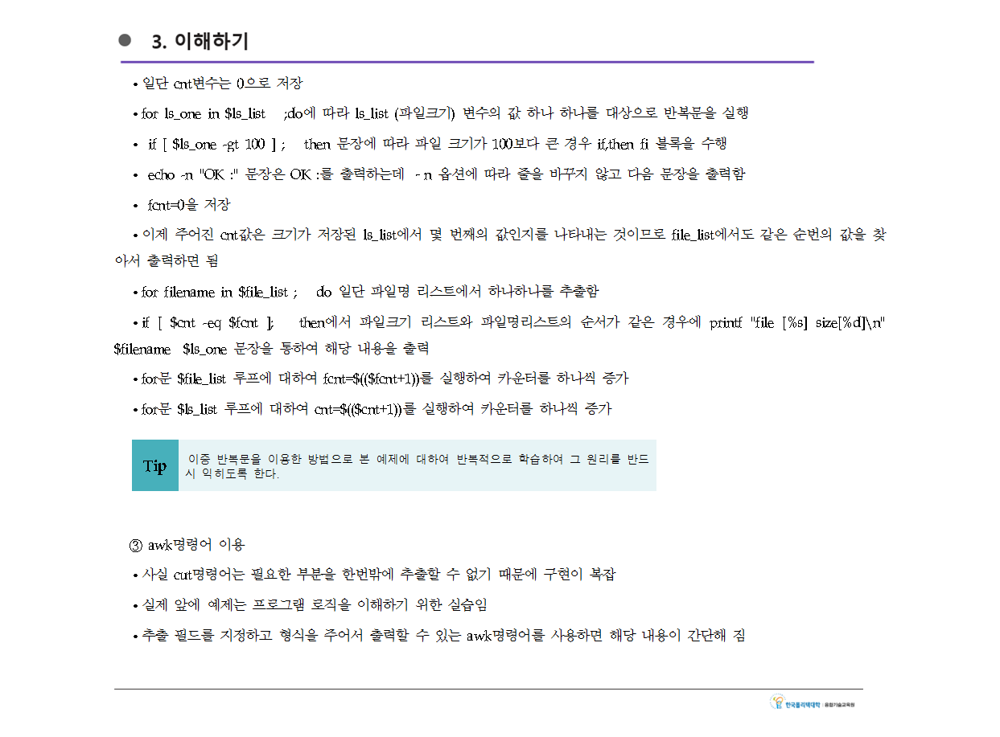 ● 3. 이해하기
• 일단 cnt변수는 0으로 저장
• for ls_one in $ls_list ;do에 따라 ls_list (파일크기) 변수의 값 하나 하나를 대상으로 반복문을 실행
• if [ $ls_one -gt 100 ] ; then 문장에 따라 파일 크기가 100보다 큰 경우 if,then fi 블록을 수행
• echo -n "OK :" 문장은 OK :를 출력하는데 - n 옵션에 따라 줄을 바꾸지 않고 다음 문장을 출력함
• fcnt=0을 저장
• 이제 주어진 cnt값은 크기가 저장된 ls_list에서 몇 번째의 값인지를 나타내는 것이므로 file_list에서도 같은 순번의 값을 찾
아서 출력하면 됨
• for filename in $file_list ; do 일단 파일명 리스트에서 하나하나를 추출함
• if [ $cnt -eq $fcnt ]; then에서 파일크기 리스트와 파일명리스트의 순서가 같은 경우에 printf "file [%s] size[%d]\n"
$filename $ls_one 문장을 통하여 해당 내용을 출력
• for문 $file_list 루프에 대하여 fcnt=$(($fcnt+1))를 실행하여 카운터를 하나씩 증가
• for문 $ls_list 루프에 대하여 cnt=$(($cnt+1))를 실행하여 카운터를 하나씩 증가
Tip 이중 반복문을 이용한 방법으로 본 예제에 대하여 반복적으로 학습하여 그 원리를 반드
시 익히도록 한다.
③ awk명령어 이용
• 사실 cut명령어는 필요한 부분을 한번밖에 추출할 수 없기 때문에 구현이 복잡
• 실제 앞에 예제는 프로그램 로직을 이해하기 위한 실습임
• 추출 필드를 지정하고 형식을 주어서 출력할 수 있는 awk명령어를 사용하면 해당 내용이 간단해 짐
한국폴리텍대학 | 융합기술교육원